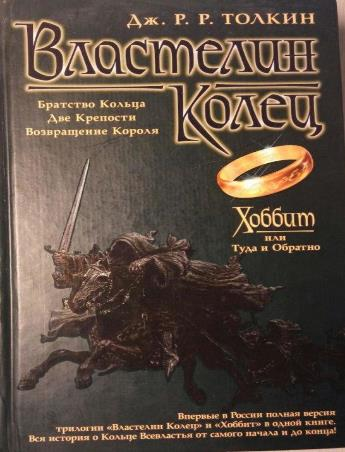 Дж. Р. Р. ТОЛКИН
Властелин
Колец
Братство Кольца
Две Крепости
Возвращение Короля
Хоббит
или
Туда и Обратно
Впервые в России полная версия
трилогии «Властелин Колец» и «Хоббит» в одной книге.
Вся история о Кольце Всевластья от самого начала и до конца!